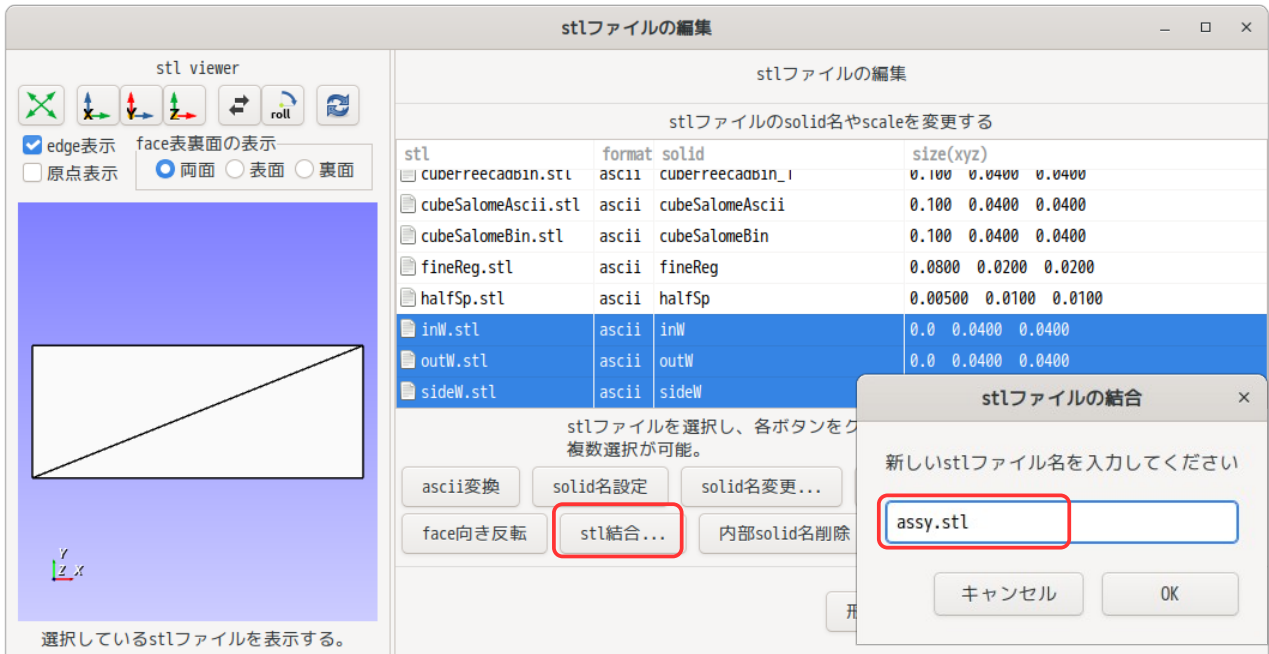 stlファイルの編集
stl viewer
X
Y
Z
roll
edge表示
原点表示
face表裏面の表示
両面 表面 裏面
Y
Z X
選択しているstlファイルを表示する。
stlファイルの編集
stlファイルのsolid名やscaleを変更する
stl format solid size(xyz)
cubeFreecadBin.stl ascii cubeFreecadBin_1 0.100 0.0400 0.0400
cubeSalomeAscii.stl ascii cubeSalomeAscii 0.100 0.0400 0.0400
cubeSalomeBin.stl ascii cubeSalomeBin 0.100 0.0400 0.0400
fineReg.stl ascii fineReg 0.0800 0.0200 0.0200
halfSp.stl ascii halfSp 0.00500 0.0100 0.0100
inW.stl ascii inW 0.0 0.0400 0.0400
outW.stl ascii outW 0.0 0.0400 0.0400
sideW.stl ascii sideW
stlファイルを選択し、各ボタンをク
複数選択が可能。
ascii変換 solid名設定 solid名変更...
face向き反転 stl結合... 内部solid名削除
stlファイルの結合
新しいstlファイル名を入力してください
assy.stl
キャンセル OK